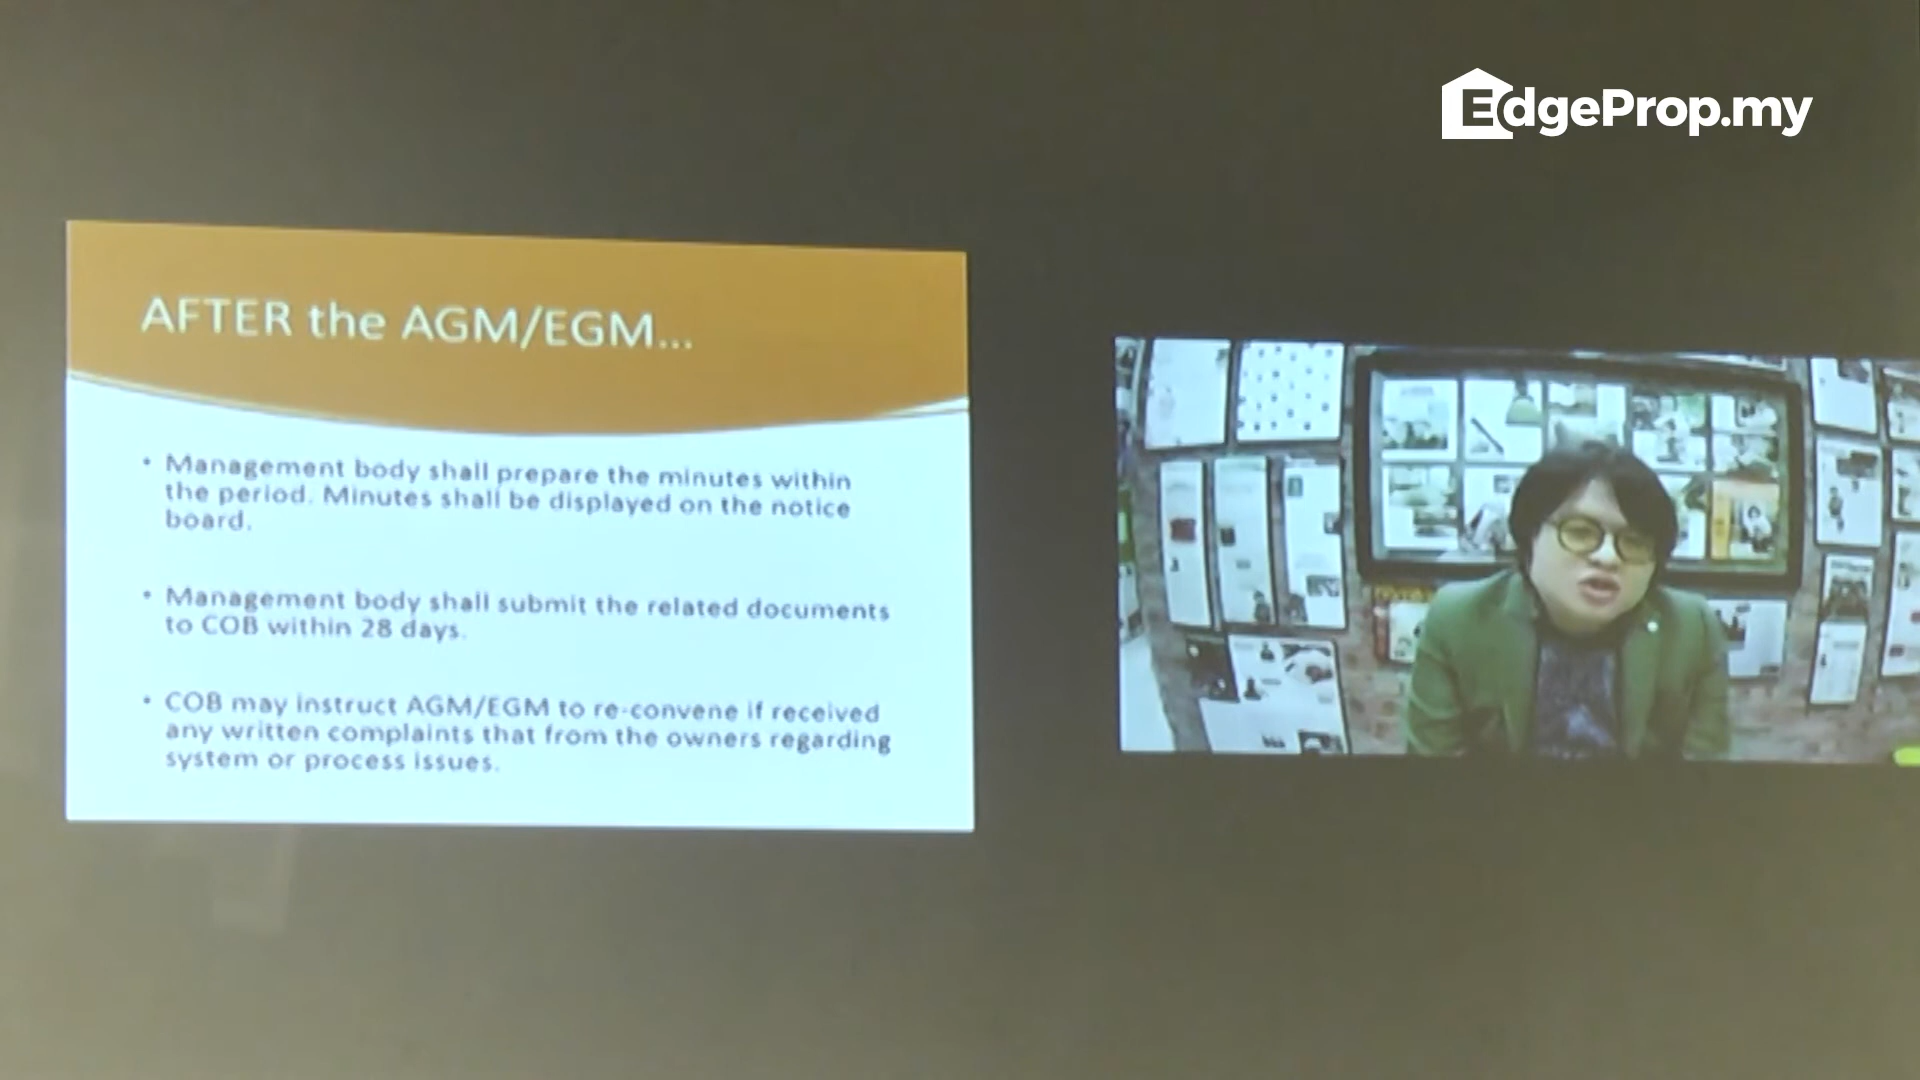 EdgeProp.my
AFTER the AGM/EGM...
• Management body shall prepare the minutes within
the period. Minutes shall be displayed on the notice
board.
• Management body shall submit the related documents
to COB within 28 days.
• COB may instruct AGM/EGM to re-convene if received
any written complaints that from the owners regarding
system or process issues.